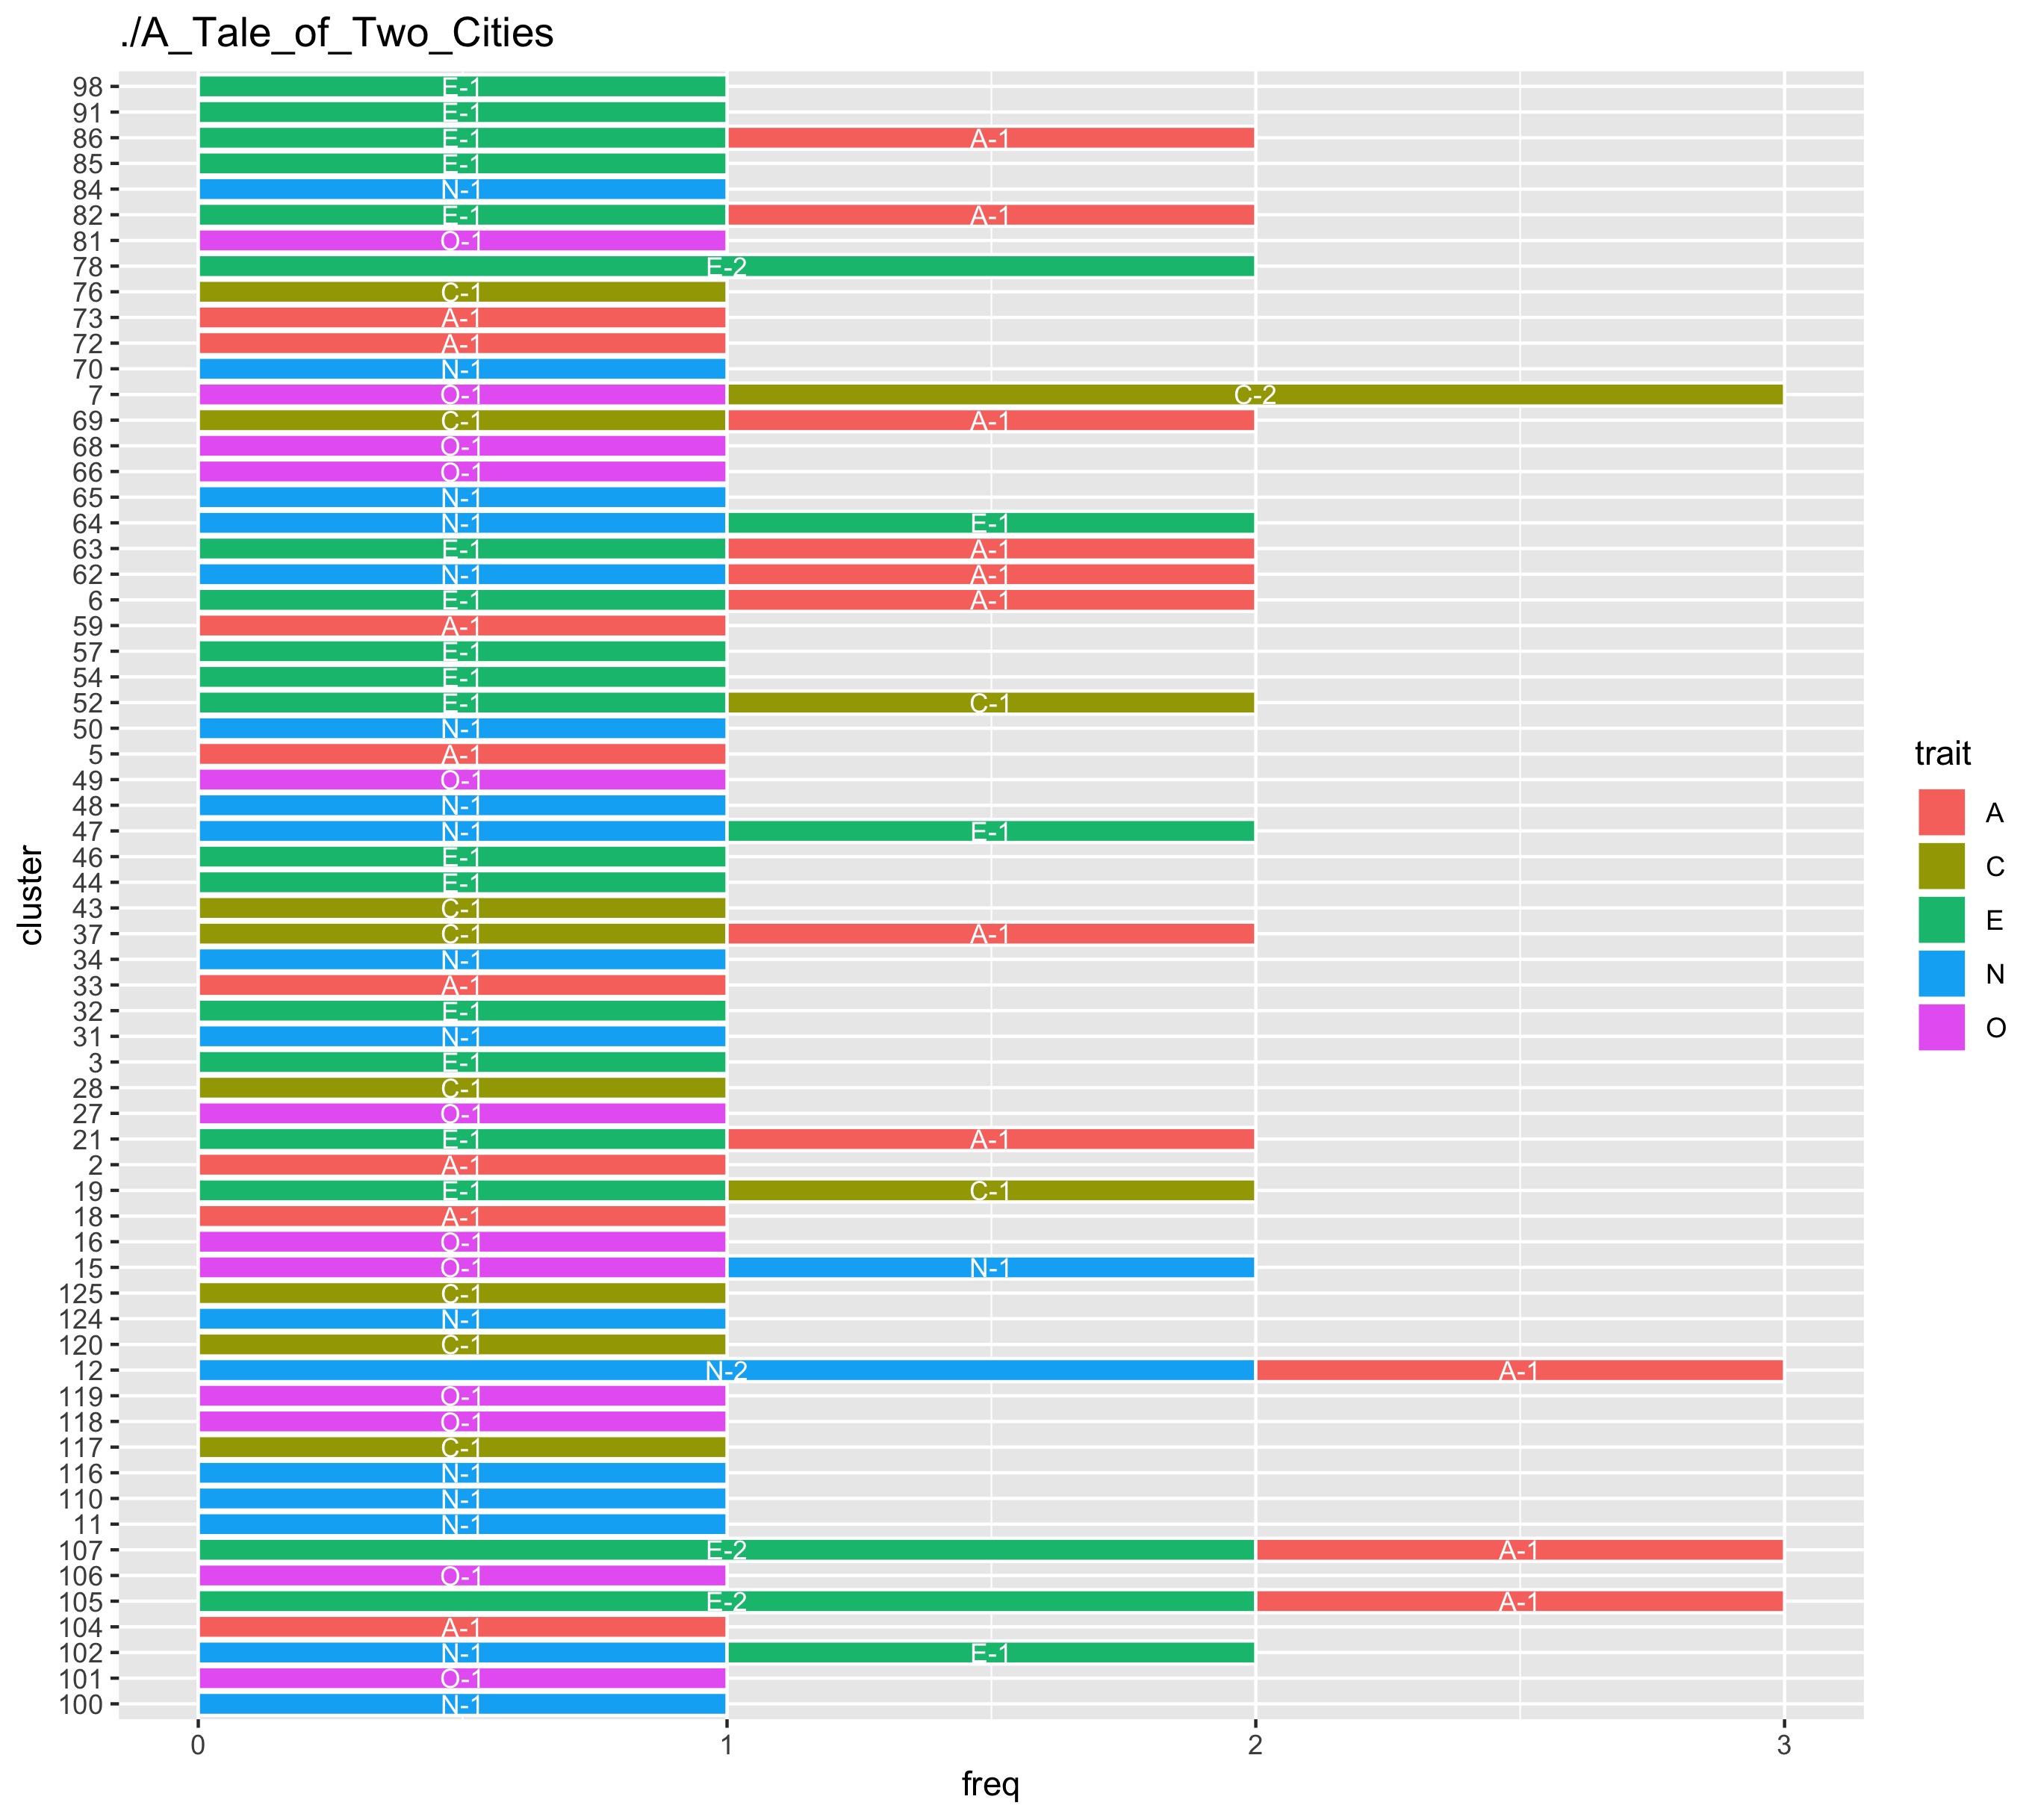 ./A_Tale_of_Two_Cities
98 E-1
91 E-1
86 E-1 A-1
85 E-1
84 N-1
82 E-1 A-1
81 O-1
78 E-2
76 C-1
73 A-1
72 A-1
70 N-1
7 O-1 C-2
69 C-1 A-1
68 O-1
66 O-1
65 N-1
64 N-1 E-1
63 E-1 A-1
62 N-1 A-1
6 E-1 A-1
59 A-1
57 E-1
54 E-1
52 E-1 C-1
50 N-1
5 A-1
49 O-1
48 N-1
47 N-1 E-1
46 E-1
44 E-1
43 C-1
37 C-1 A-1
34 N-1
33 A-1
32 E-1
31 N-1
3 E-1
28 C-1
27 O-1
21 E-1 A-1
2 A-1
19 E-1 C-1
18 A-1
16 O-1
15 O-1 N-1
125 C-1
124 N-1
120 C-1
12 N-2 A-1
119 O-1
118 O-1
117 C-1
116 N-1
110 N-1
11 N-1
107 E-2 A-1
106 O-1
105 E-2 A-1
104 A-1
102 N-1 E-1
101 O-1
100 N-1
0 1 2 3
freq
cluster
trait
A
C
E
N
O